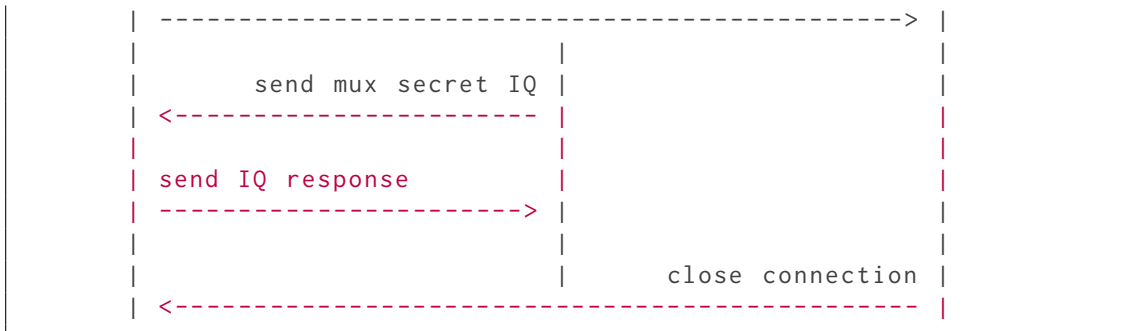 | -----------------------------------------------> |
| | |
| send mux secret IQ | |
| <----------------------- | |
| | |
| send IQ response | |
| -----------------------> | |
| | |
| | close connection |
| <----------------------------------------------- |